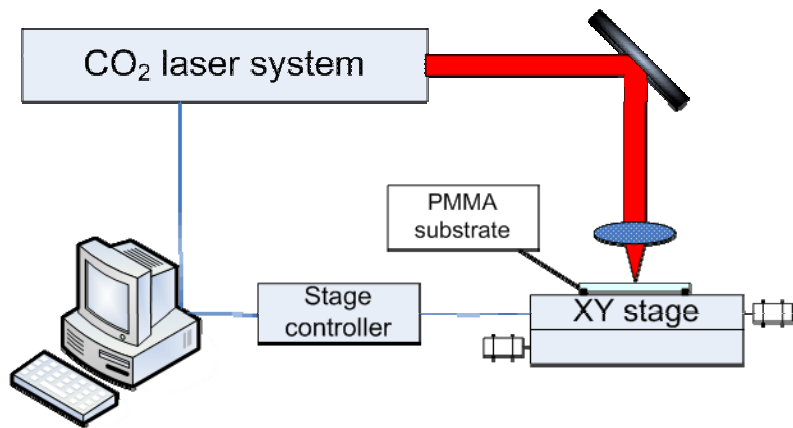 CO₂ laser system
PMMA
substrate
Stage
controller
XY stage